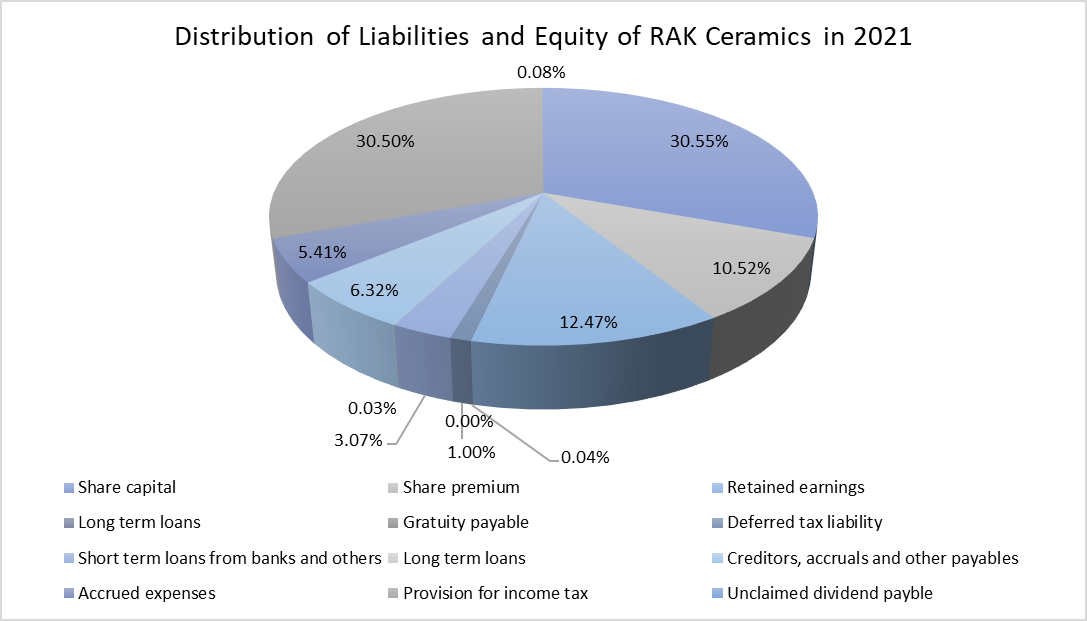 Distribution of Liabilities and Equity of RAK Ceramics in 2021
0.08%
30.50%
30.55%
5.41%
10.52%
6.32%
12.47%
0.03%
0.00%
3.07%
1.00%
0.04%
Share capital
Share premium
Retained earnings
Long term loans
Gratuity payable
Deferred tax liability
Short term loans from banks and others
Long term loans
Creditors, accruals and other payables
Accrued expenses
Provision for income tax
Unclaimed dividend payble